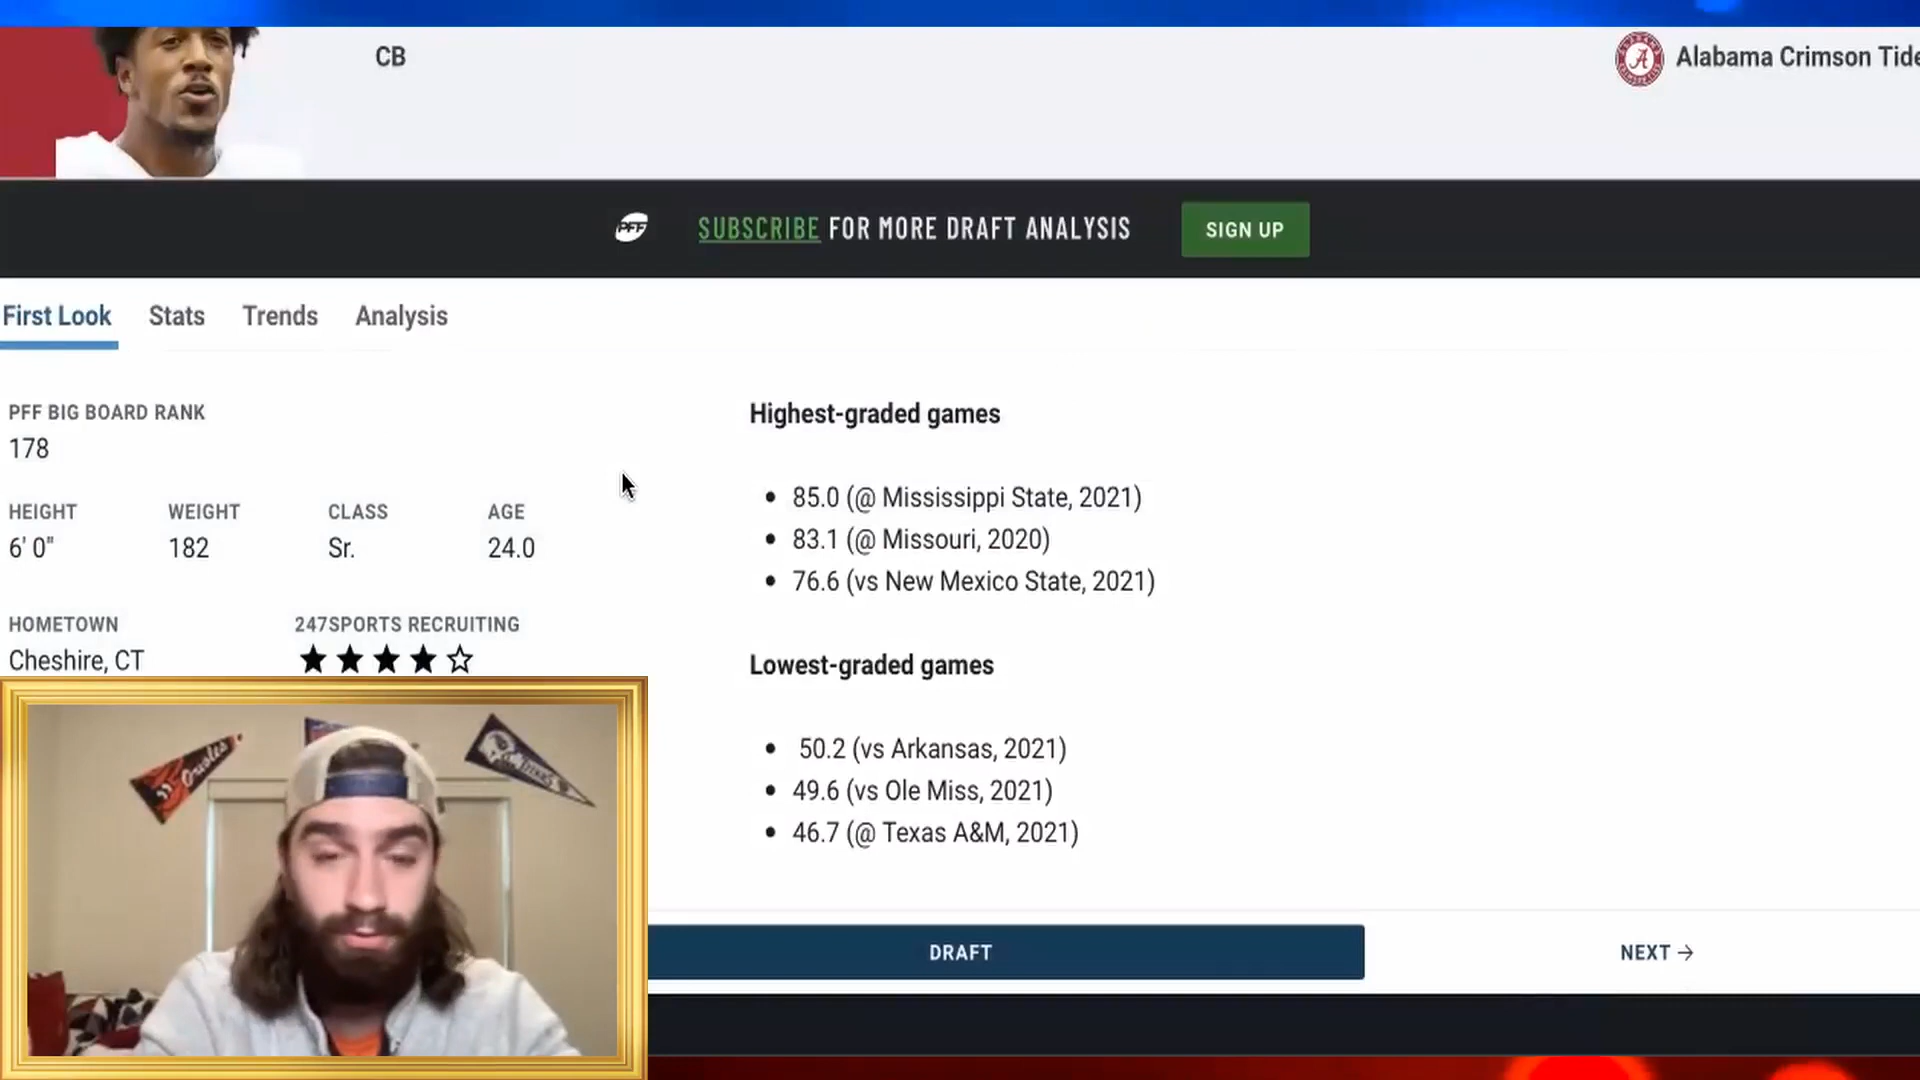 CB
Alabama Crimson Tide
PFF
SUBSCRIBE FOR MORE DRAFT ANALYSIS
SIGN UP
First Look Stats Trends Analysis
PFF BIG BOARD RANK
178
HEIGHT WEIGHT CLASS AGE
6' 0" 182 Sr. 24.0
HOMETOWN 247SPORTS RECRUITING
Cheshire, CT
Highest-graded games
85.0 (@ Mississippi State, 2021)
83.1 (@ Missouri, 2020)
76.6 (vs New Mexico State, 2021)
Lowest-graded games
50.2 (vs Arkansas, 2021)
49.6 (vs Ole Miss, 2021)
46.7 (@ Texas A&M, 2021)
Orioles
DRAFT
NEXT